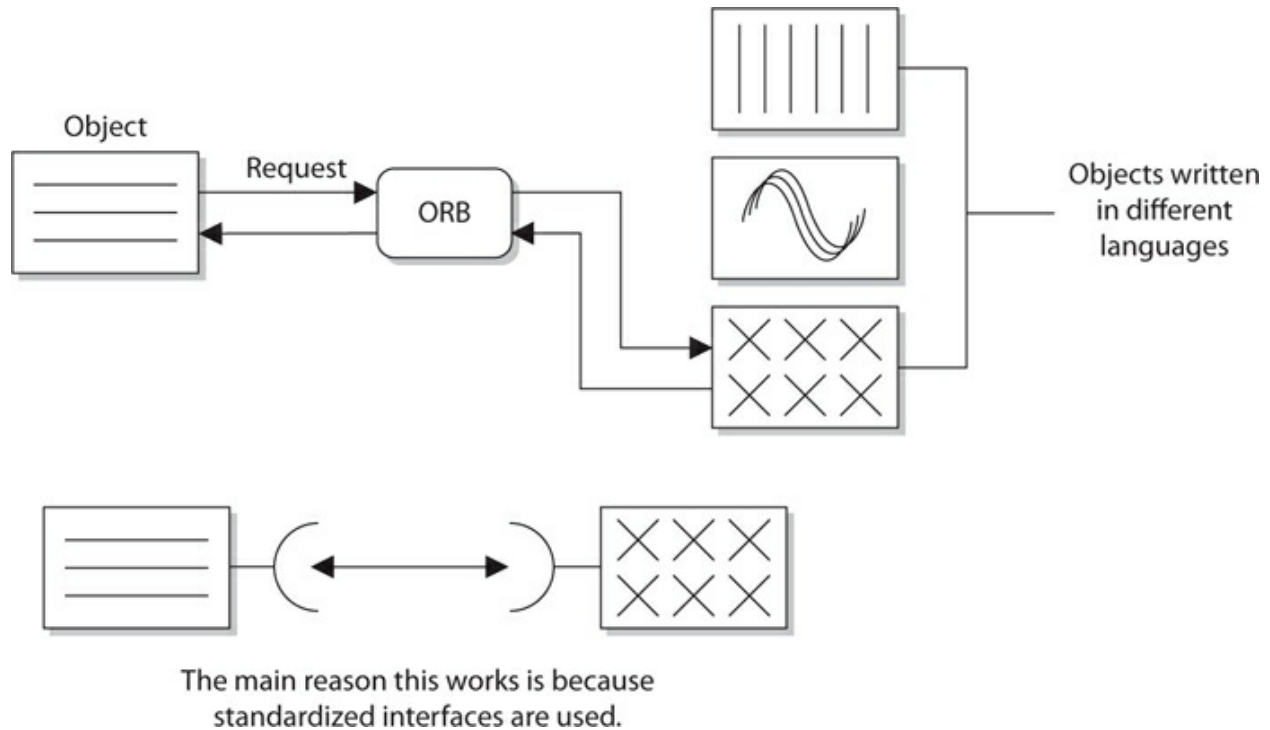 Object
Request
ORB
Objects written
in different
languages
The main reason this works is because
standardized interfaces are used.